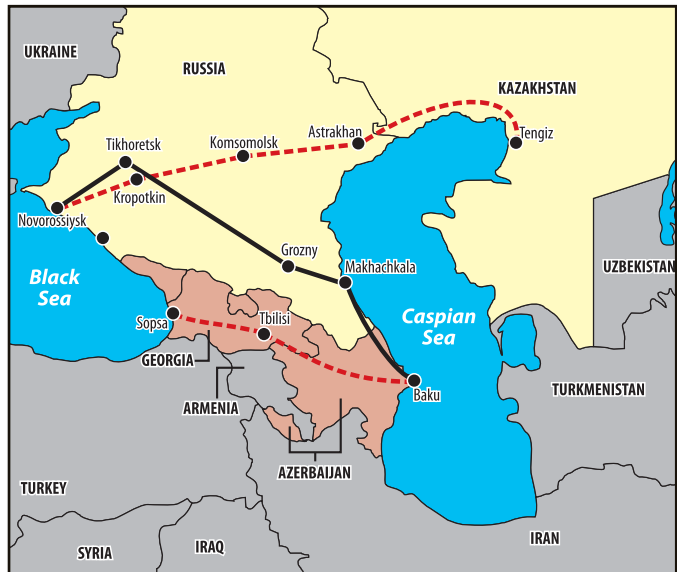 UKRAINE
RUSSIA
KAZAKHSTAN
Tikhoretsk
Komsomolsk
Astrakhan
Tengiz
Kropotkin
Novorossiysk
Grozny
Makhachkala
UZBEKISTAN
Black
Sea
Caspian
Sea
Sopsa
Tbilisi
GEORGIA
Baku
TURKMENISTAN
ARMENIA
AZERBAIJAN
TURKEY
SYRIA
IRAQ
IRAN